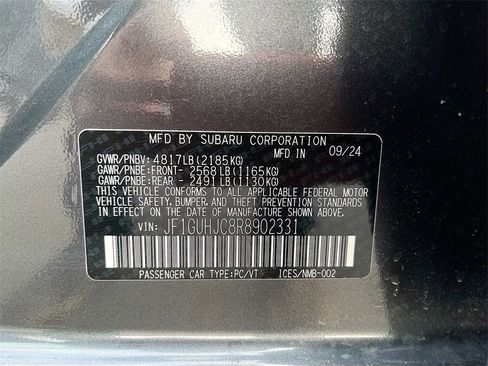 MFD BY SUBARU CORPORATION
GVWR/PNBV: 4817LB(2185KG) MFD IN 09/24
GAWR/PNBE:FRONT- 2568LB(1165KG)
GAWR/PNBE:REAR - 2491LB(1130KG)
THIS VEHICLE CONFORMS TO ALL APPLICABLE FEDERAL MOTOR
VEHICLE SAFETY, BUMPER, AND THEFT PREVENTION STANDARDS IN
EFFECT ON THE DATE OF MANUFACTURE SHOWN ABOVE.
VIN: JF1GUHJC8R8902331
PASSENGER CAR TYPE:PC/VT ICES/NMB-002